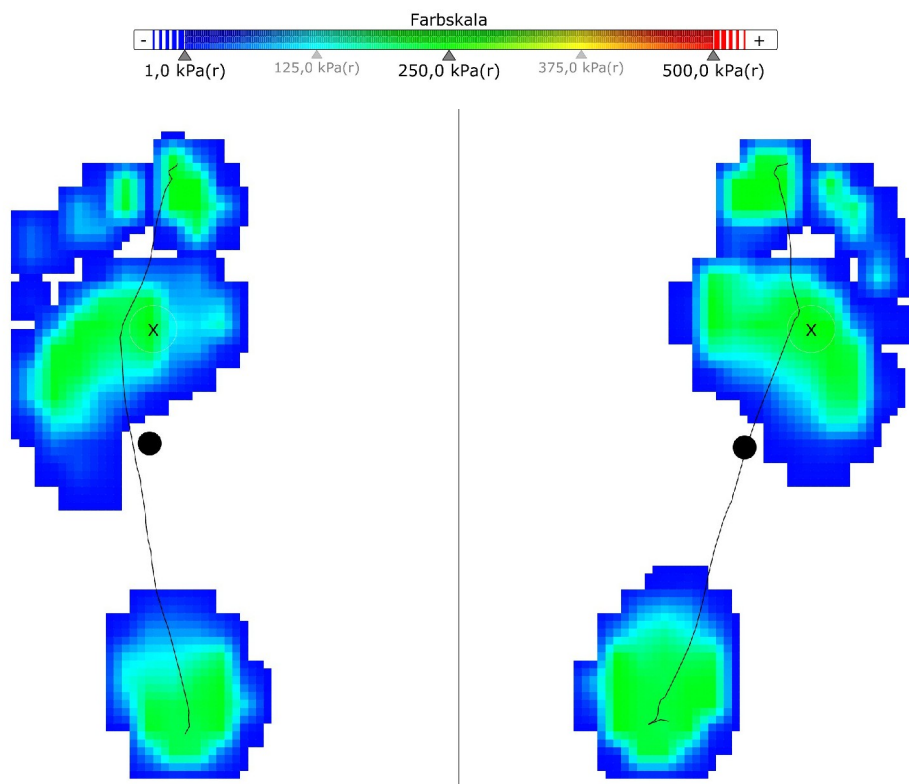 Farbskala
- +
1,0 kPa(r) 125,0 kPa(r) 250,0 kPa(r) 375,0 kPa(r) 500,0 kPa(r)
X X